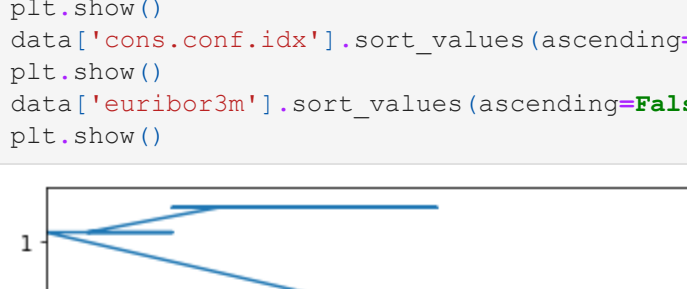 plt.show()
data['cons.conf.idx'].sort_values(ascending=
plt.show()
data['euribor3m'].sort_values(ascending=Fals
plt.show()
1